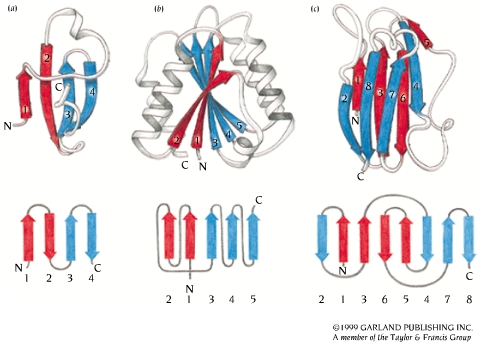 (a)
(b)
(c)
2
C
4
1
3
N
2
1
3
4
5
C
N
5
1
8
3
2
7
6
4
N
C
N
C
1 2 3 4
C
N
2 1 3 4 5
N
C
2 1 3 6 5 4 7 8
©1999 GARLAND PUBLISHING INC.
A member of the Taylor & Francis Group